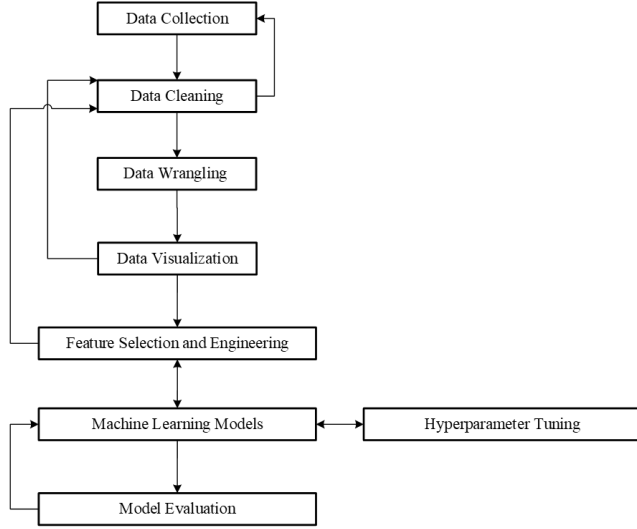 Data Collection
Data Cleaning
Data Wrangling
Data Visualization
Feature Selection and Engineering
Machine Learning Models
Hyperparameter Tuning
Model Evaluation